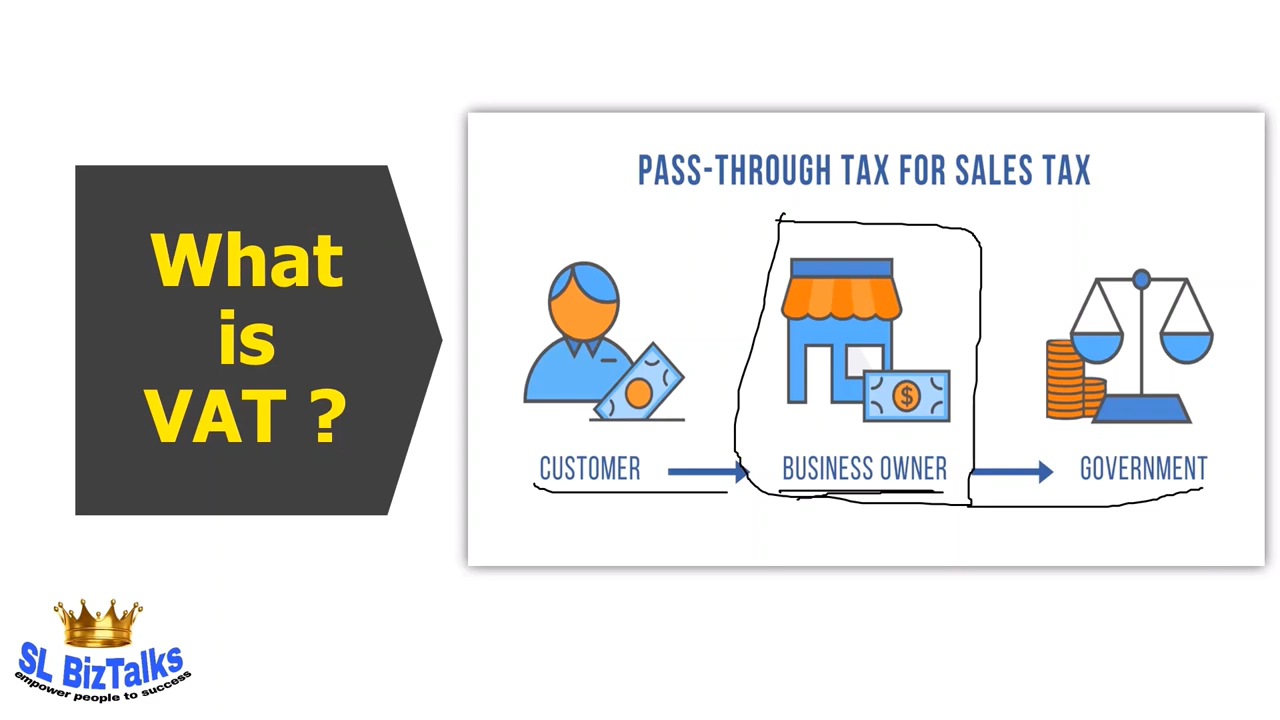 What
is
VAT ?
PASS-THROUGH TAX FOR SALES TAX
$
CUSTOMER
BUSINESS OWNER
GOVERNMENT
SL BizTalks
empower people to success